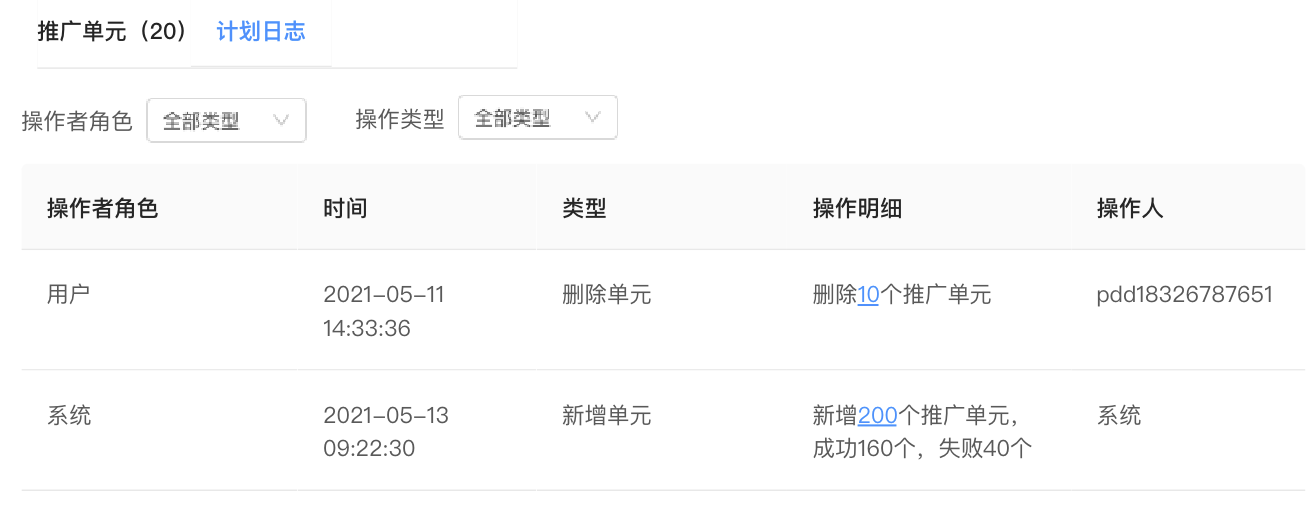 推广单元（20） 计划日志
操作者角色 全部类型 操作类型 全部类型
操作者角色 时间 类型 操作明细 操作人
用户 2021-05-11 删除单元 删除10个推广单元 pdd18326787651
14:33:36
系统 2021-05-13 新增单元 新增200个推广单元， 系统
09:22:30 成功160个，失败40个